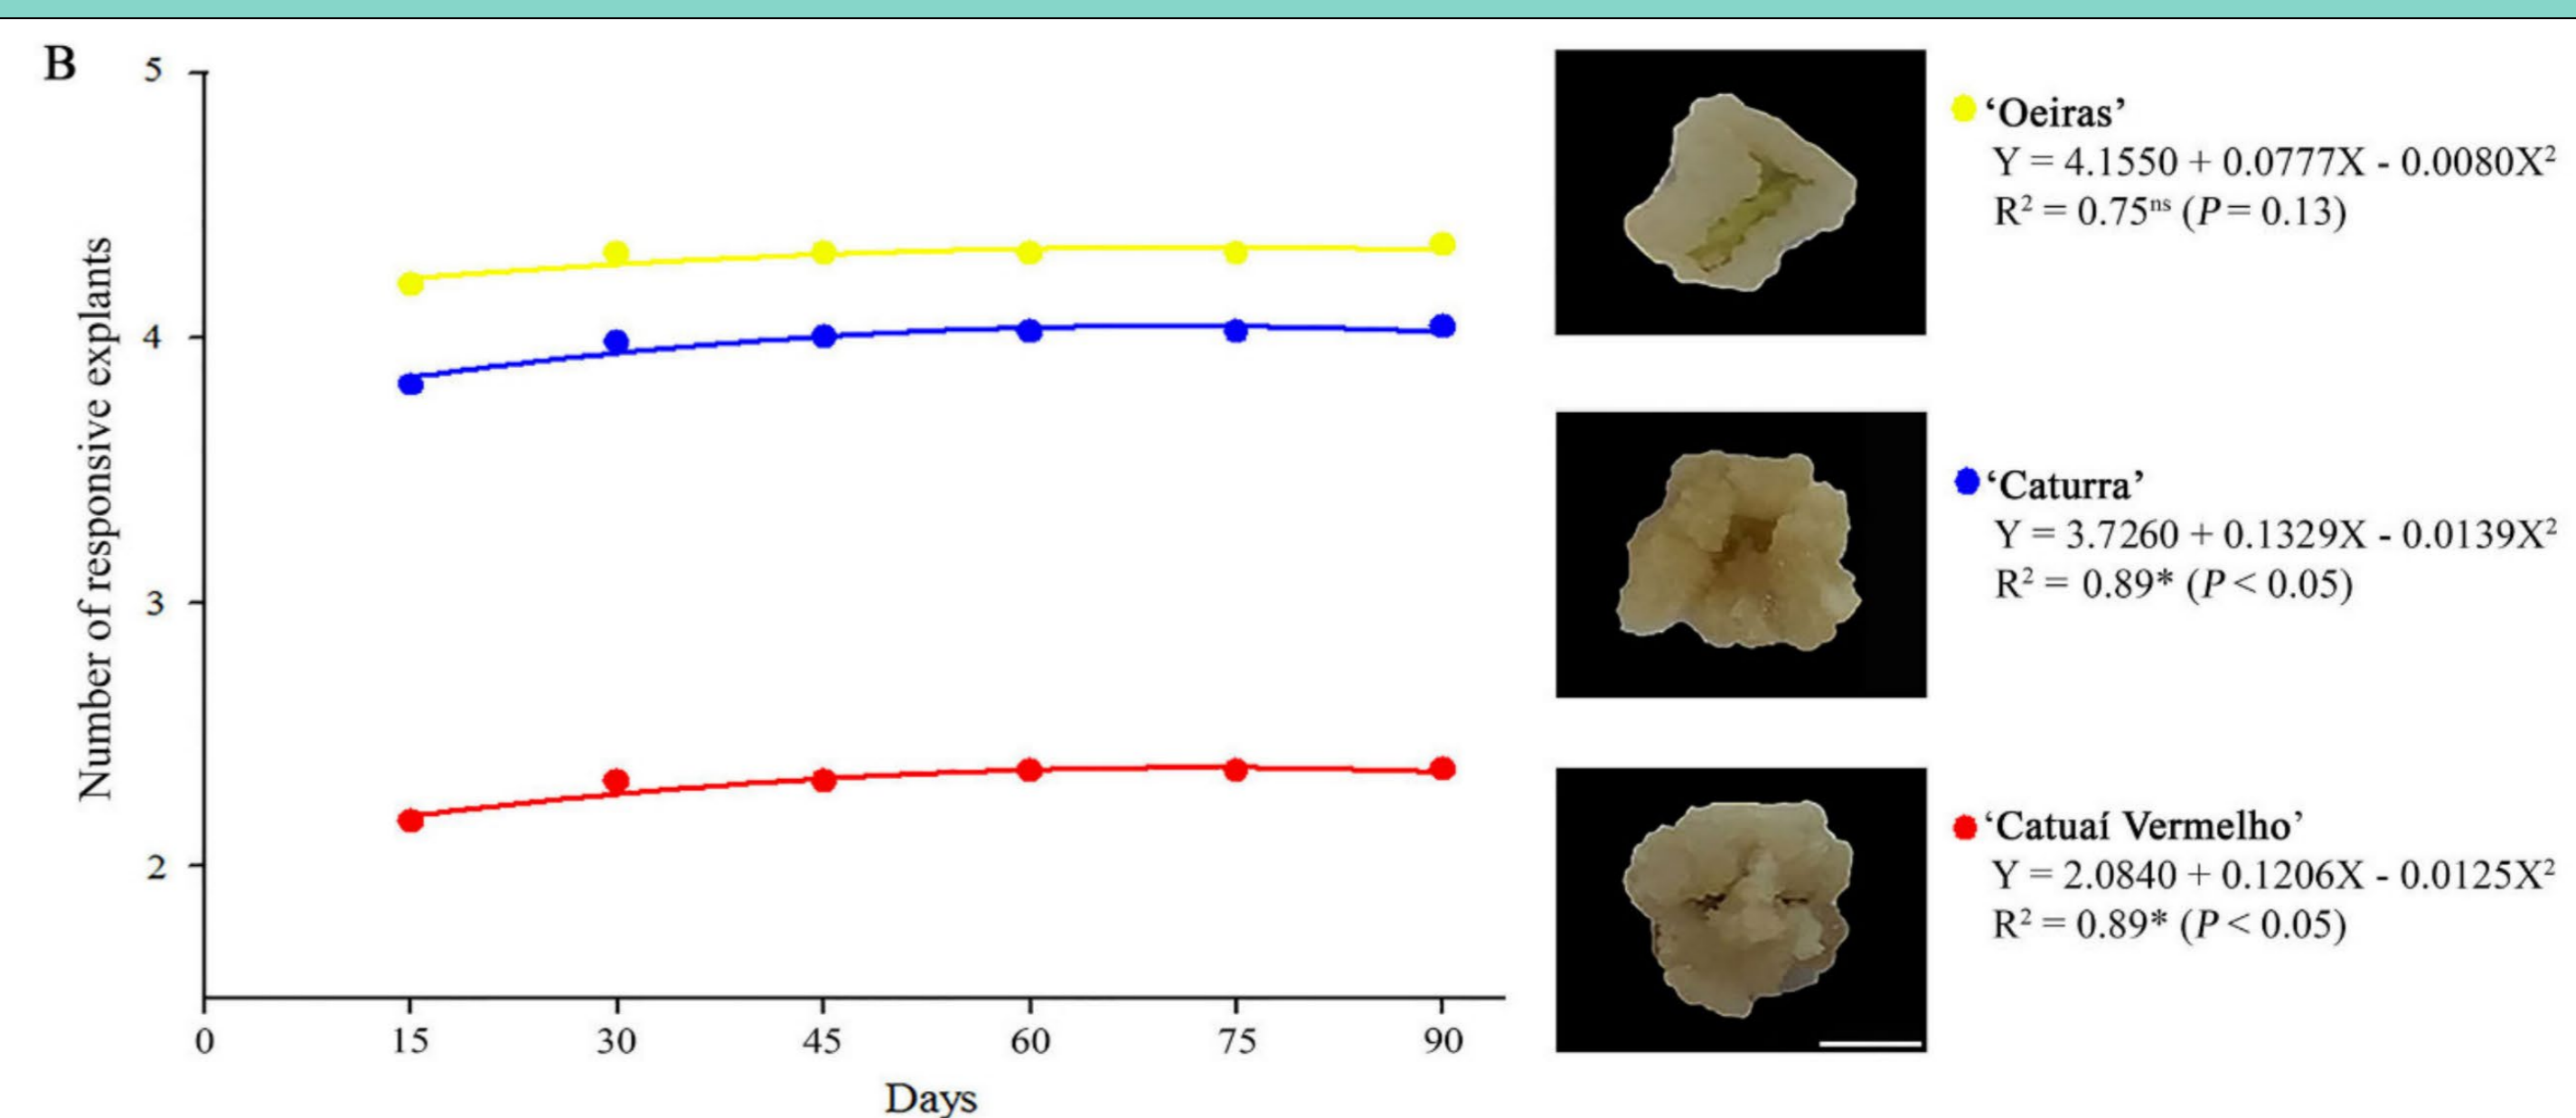 B
Number of responsive explants
5
4
3
2
0 15 30 45 60 75 90
Days
‘Oeiras’
Y = 4.1550 + 0.0777X - 0.0080X²
R² = 0.75ⁿˢ (P = 0.13)
‘Caturra’
Y = 3.7260 + 0.1329X - 0.0139X²
R² = 0.89* (P < 0.05)
‘Catuaí Vermelho’
Y = 2.0840 + 0.1206X - 0.0125X²
R² = 0.89* (P < 0.05)